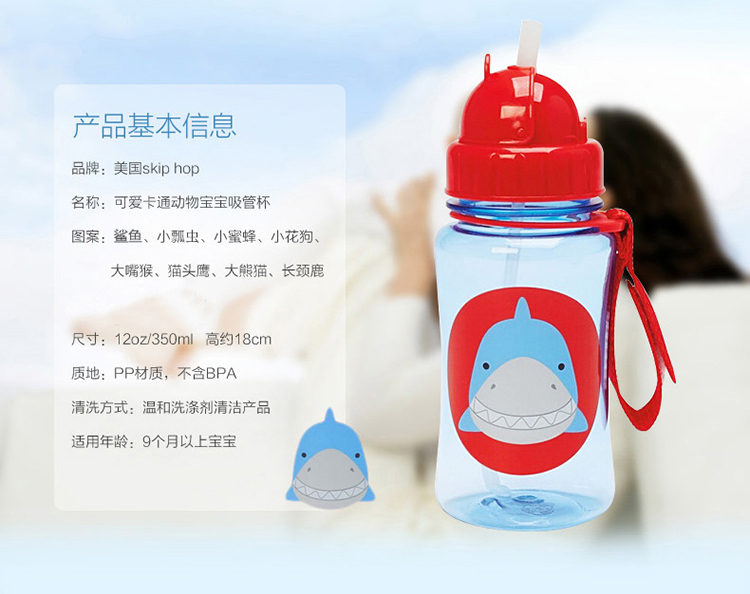 产品基本信息
品牌：美国skip hop
名称：可爱卡通动物宝宝吸管杯
图案：鲨鱼、小瓢虫、小蜜蜂、小花狗、
大嘴猴、猫头鹰、大熊猫、长颈鹿
尺寸：12oz/350ml 高约18cm
质地：PP材质，不含BPA
清洗方式：温和洗涤剂清洁产品
适用年龄：9个月以上宝宝